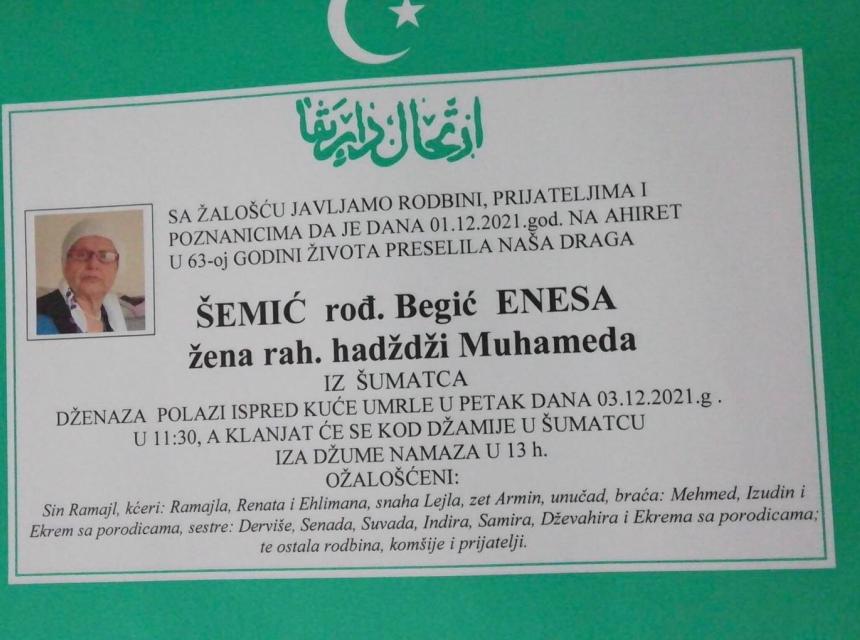 ارتحال دار بقا
SA ŽALOŠĆU JAVLJAMO RODBINI, PRIJATELJIMA I
POZNANICIMA DA JE DANA 01.12.2021.god. NA AHIRET
U 63-oj GODINI ŽIVOTA PRESELILA NAŠA DRAGA
ŠEMIĆ rođ. Begić ENESA
žena rah. hadždži Muhameda
IZ ŠUMATCA
DŽENAZA POLAZI ISPRED KUĆE UMRLE U PETAK DANA 03.12.2021.g .
U 11:30, A KLANJAT ĆE SE KOD DŽAMIJE U ŠUMATCU
IZA DŽUME NAMAZA U 13 h.
OŽALOŠĆENI:
Sin Ramajl, kćeri: Ramajla, Renata i Ehlimana, snaha Lejla, zet Armin, unučad, braća: Mehmed, Izudin i
Ekrem sa porodicama, sestre: Derviše, Senada, Suvada, Indira, Samira, Dževahira i Ekrema sa porodicama;
te ostala rodbina, komšije i prijatelji.